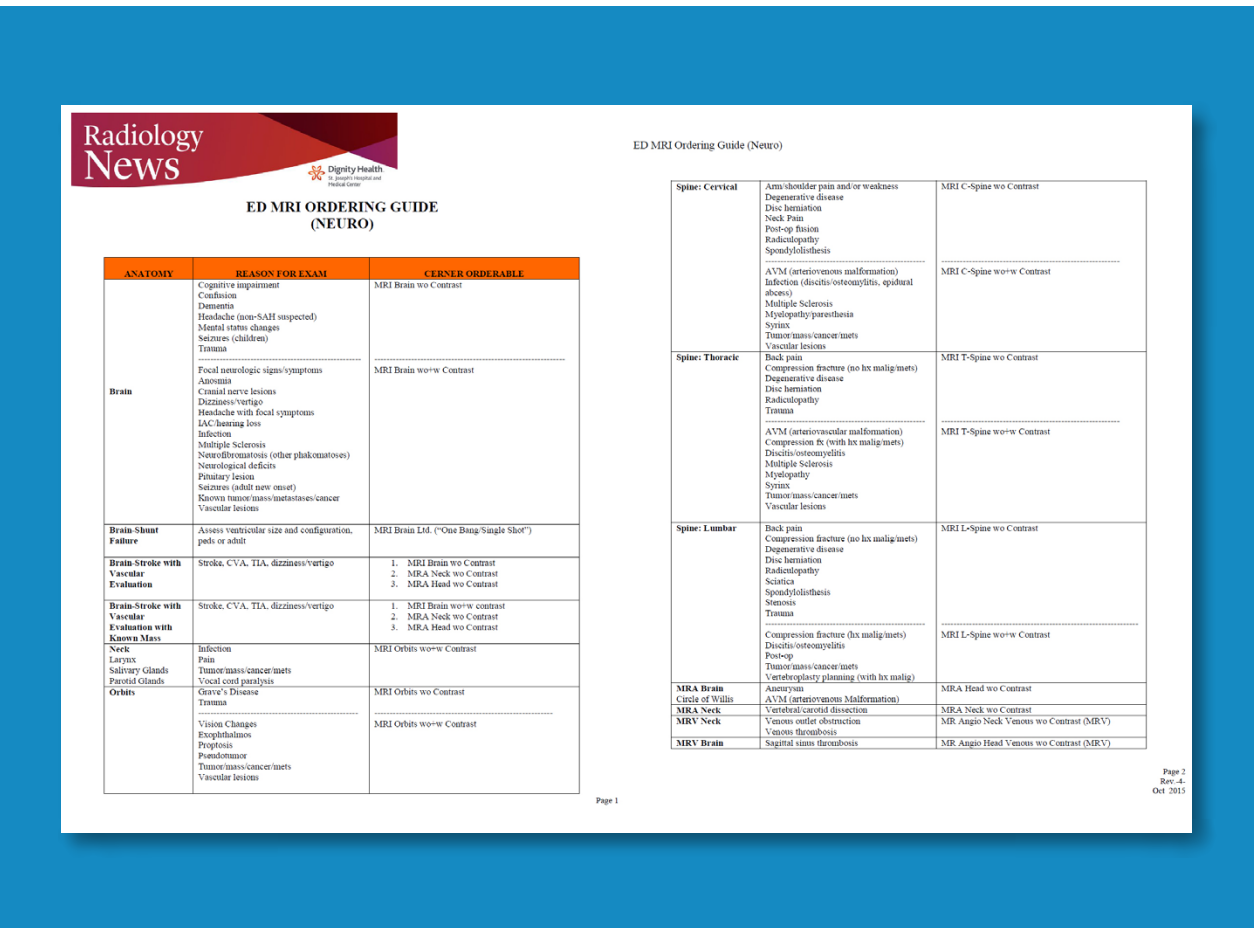 Radiology
News
Dignity Health
St. Joseph's Hospital and
Medical Center
ED MRI ORDERING GUIDE
(NEURO)
ANATOMY REASON FOR EXAM CERNER ORDERABLE
Brain
Cognitive impairment MRI Brain wo Contrast
Confusion
Dementia
Headache (non-SAH suspected)
Mental status changes
Seizures (children)
Trauma
Focal neurologic signs/symptoms MRI Brain wo+w Contrast
Anosmia
Cranial nerve lesions
Dizziness/vertigo
Headache with focal symptoms
IAC/hearing loss
Infection
Multiple Sclerosis
Neurofibromatosis (other phakomatoses)
Neurological deficits
Pituitary lesion
Seizures (adult new onset)
Known tumor/mass/metastases/cancer
Vascular lesions
Brain-Shunt Assess ventricular size and configuration, MRI Brain Ltd. ("One Bang/Single Shot")
Failure peds or adult
Brain-Stroke with Stroke, CVA, TIA, dizziness/vertigo 1. MRI Brain wo Contrast
Vascular 2. MRA Neck wo Contrast
Evaluation 3. MRA Head wo Contrast
Brain-Stroke with Stroke, CVA, TIA, dizziness/vertigo 1. MRI Brain wo+w contrast
Vascular 2. MRA Neck wo Contrast
Evaluation with 3. MRA Head wo Contrast
Known Mass
Neck Infection MRI Orbits wo+w Contrast
Larynx Pain
Salivary Glands Tumor/mass/cancer/mets
Parotid Glands Vocal cord paralysis
Orbits Grave's Disease MRI Orbits wo Contrast
Trauma
Vision Changes MRI Orbits wo+w Contrast
Exophthalmos
Proptosis
Pseudotumor
Tumor/mass/cancer/mets
Vascular lesions
Page 1
ED MRI Ordering Guide (Neuro)
Spine: Cervical Arm/shoulder pain and/or weakness MRI C-Spine wo Contrast
Degenerative disease
Disc herniation
Neck Pain
Post-op fusion
Radiculopathy
Spondylolisthesis
AVM (arteriovenous malformation) MRI C-Spine wo+w Contrast
Infection (discitis/osteomylitis, epidural
abcess)
Multiple Sclerosis
Myelopathy/paresthesia
Syrinx
Tumor/mass/cancer/mets
Vascular lesions
Spine: Thoracic Back pain MRI T-Spine wo Contrast
Compression fracture (no hx malig/mets)
Degenerative disease
Disc herniation
Radiculopathy
Trauma
AVM (arteriovascular malformation) MRI T-Spine wo+w Contrast
Compression fx (with hx malig/mets)
Discitis/osteomyelitis
Multiple Sclerosis
Myelopathy
Syrinx
Tumor/mass/cancer/mets
Vascular lesions
Spine: Lumbar Back pain MRI L-Spine wo Contrast
Compression fracture (no hx malig/mets)
Degenerative disease
Disc herniation
Radiculopathy
Sciatica
Spondylolisthesis
Stenosis
Trauma
Compression fracture (hx malig/mets) MRI L-Spine wo+w Contrast
Discitis/osteomyelitis
Post-op
Tumor/mass/cancer/mets
Vertebroplasty planning (with hx malig)
MRA Brain Aneurysm MRA Head wo Contrast
Circle of Willis AVM (arteriovenous Malformation)
MRA Neck Vertebral/carotid dissection MRA Neck wo Contrast
MRV Neck Venous outlet obstruction MR Angio Neck Venous wo Contrast (MRV)
Venous thrombosis
MRV Brain Sagittal sinus thrombosis MR Angio Head Venous wo Contrast (MRV)
Page 2
Rev.-4-
Oct 2015